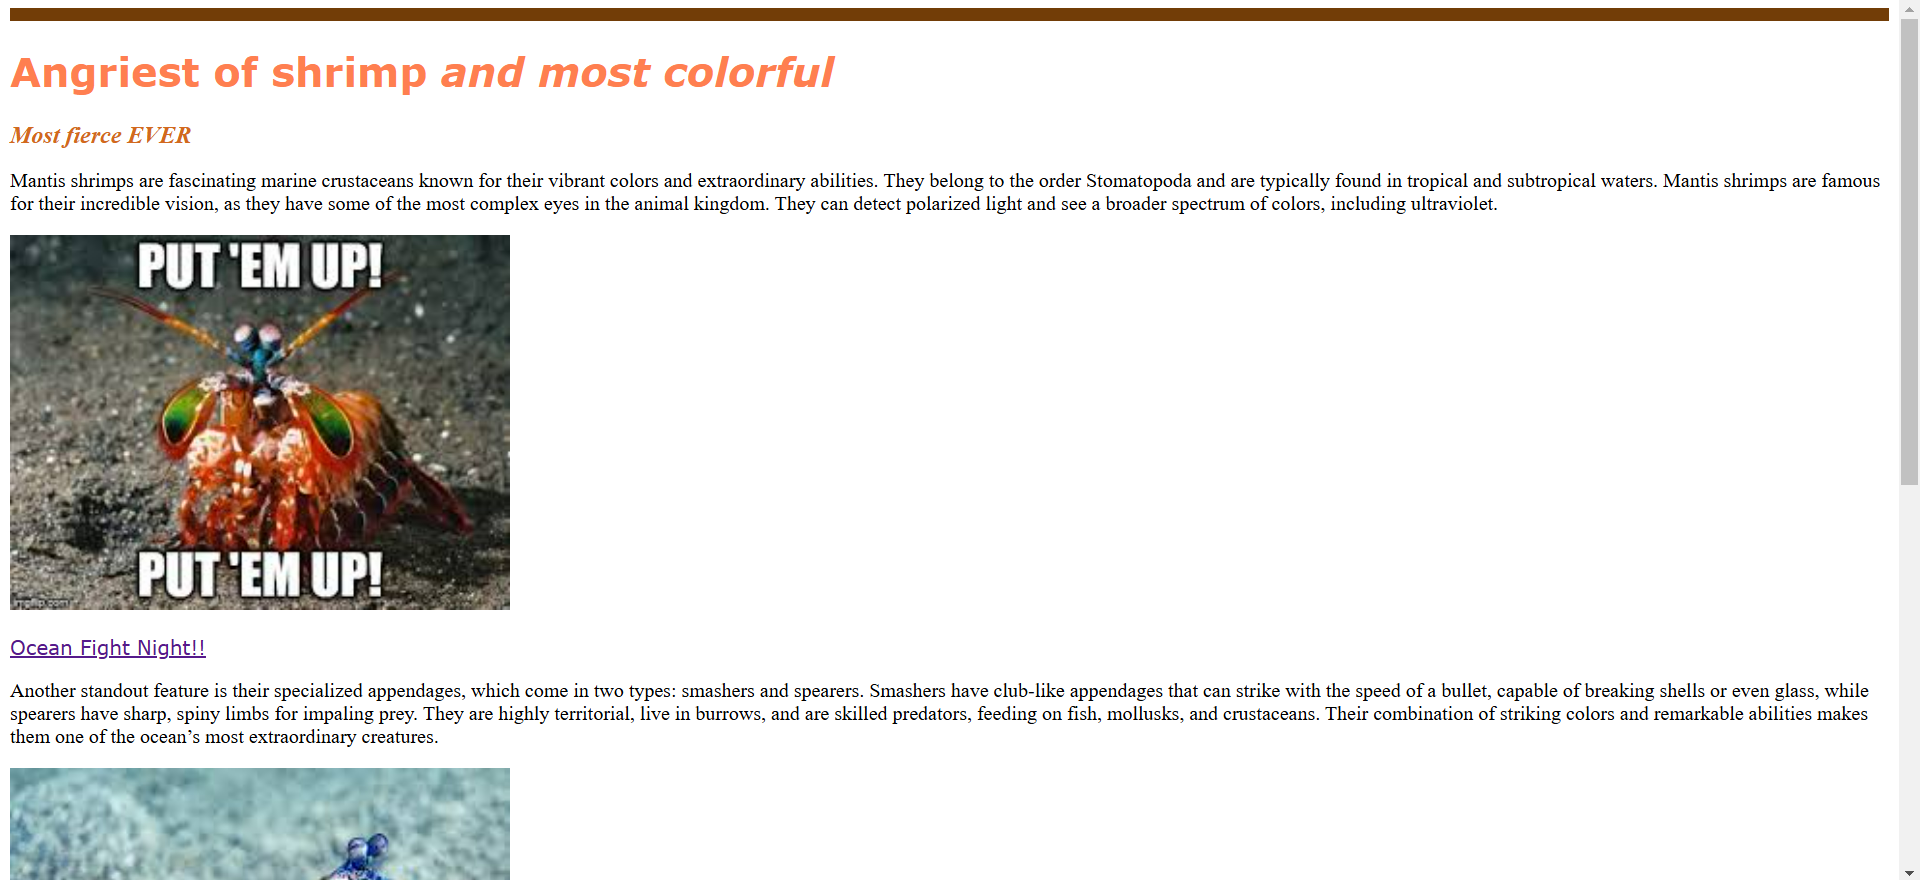 Angriest of shrimp and most colorful
Most fierce EVER
Mantis shrimps are fascinating marine crustaceans known for their vibrant colors and extraordinary abilities. They belong to the order Stomatopoda and are typically found in tropical and subtropical waters. Mantis shrimps are famous
for their incredible vision, as they have some of the most complex eyes in the animal kingdom. They can detect polarized light and see a broader spectrum of colors, including ultraviolet.
PUT 'EM UP!
PUT 'EM UP!
imgflip.com
Ocean Fight Night!!
Another standout feature is their specialized appendages, which come in two types: smashers and spearers. Smashers have club-like appendages that can strike with the speed of a bullet, capable of breaking shells or even glass, while
spearers have sharp, spiny limbs for impaling prey. They are highly territorial, live in burrows, and are skilled predators, feeding on fish, mollusks, and crustaceans. Their combination of striking colors and remarkable abilities makes
them one of the ocean’s most extraordinary creatures.